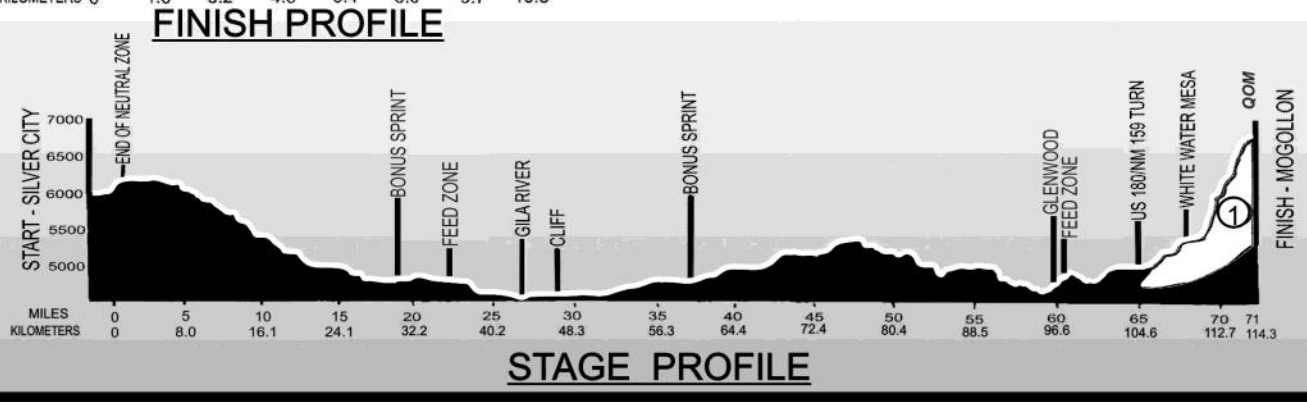 FINISH PROFILE
START - SILVER CITY
7000
6500
6000
5500
5000
END OF NEUTRAL ZONE
BONUS SPRINT
FEED ZONE
GILA RIVER
CLIFF
BONUS SPRINT
GLENWOOD
FEED ZONE
US 180/NM 159 TURN
WHITE WATER MESA
QOM
1
FINISH - MOGOLLON
MILES 0 5 10 15 20 25 30 35 40 45 50 55 60 65 70 71
KILOMETERS 0 8.0 16.1 24.1 32.2 40.2 48.3 56.3 64.4 72.4 80.4 88.5 96.6 104.6 112.7 114.3
STAGE PROFILE